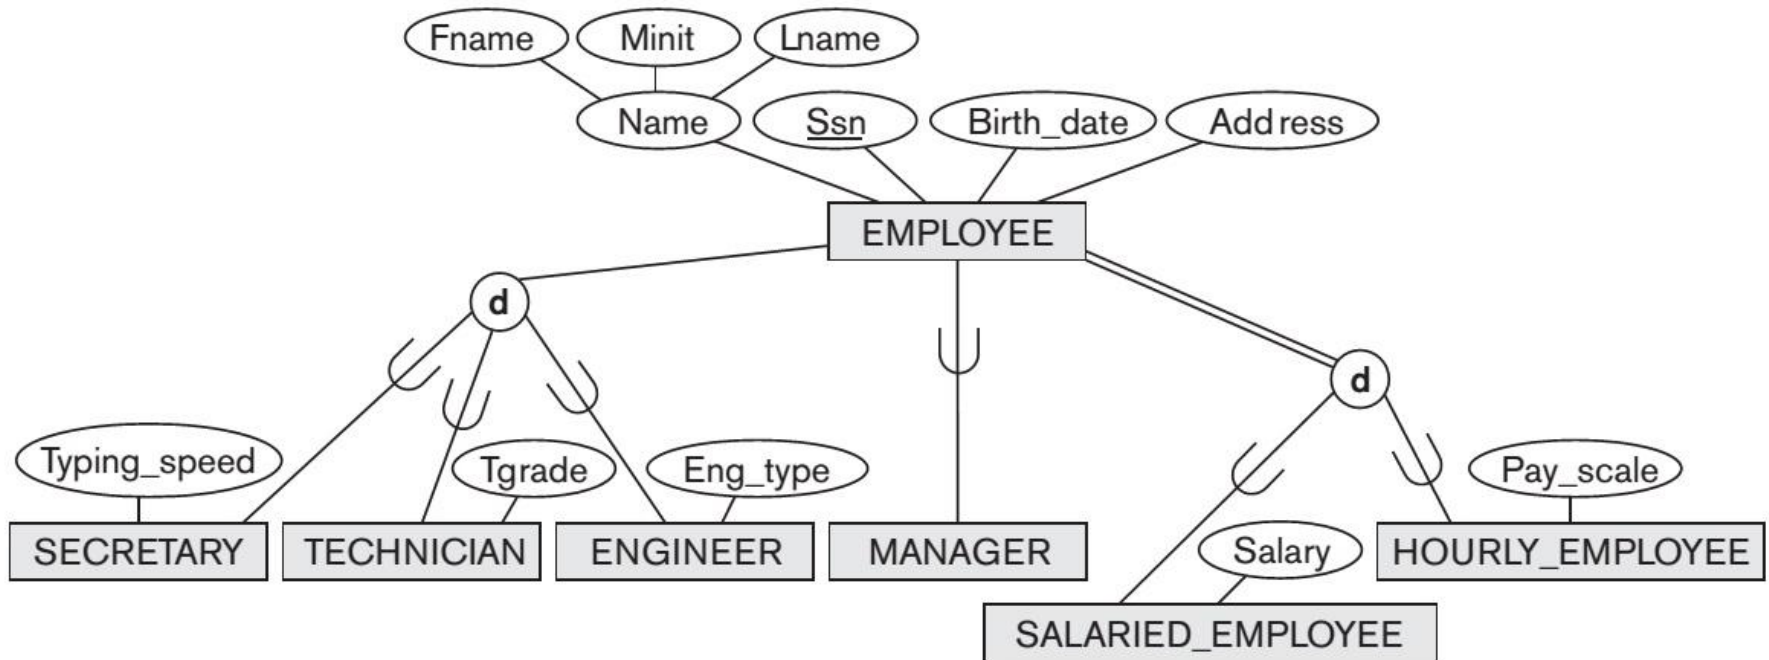 Fname Minit Lname
Name Ssn Birth_date Address
EMPLOYEE
d
d
Typing_speed Tgrade Eng_type Pay_scale
SECRETARY TECHNICIAN ENGINEER MANAGER Salary HOURLY_EMPLOYEE
SALARIED_EMPLOYEE